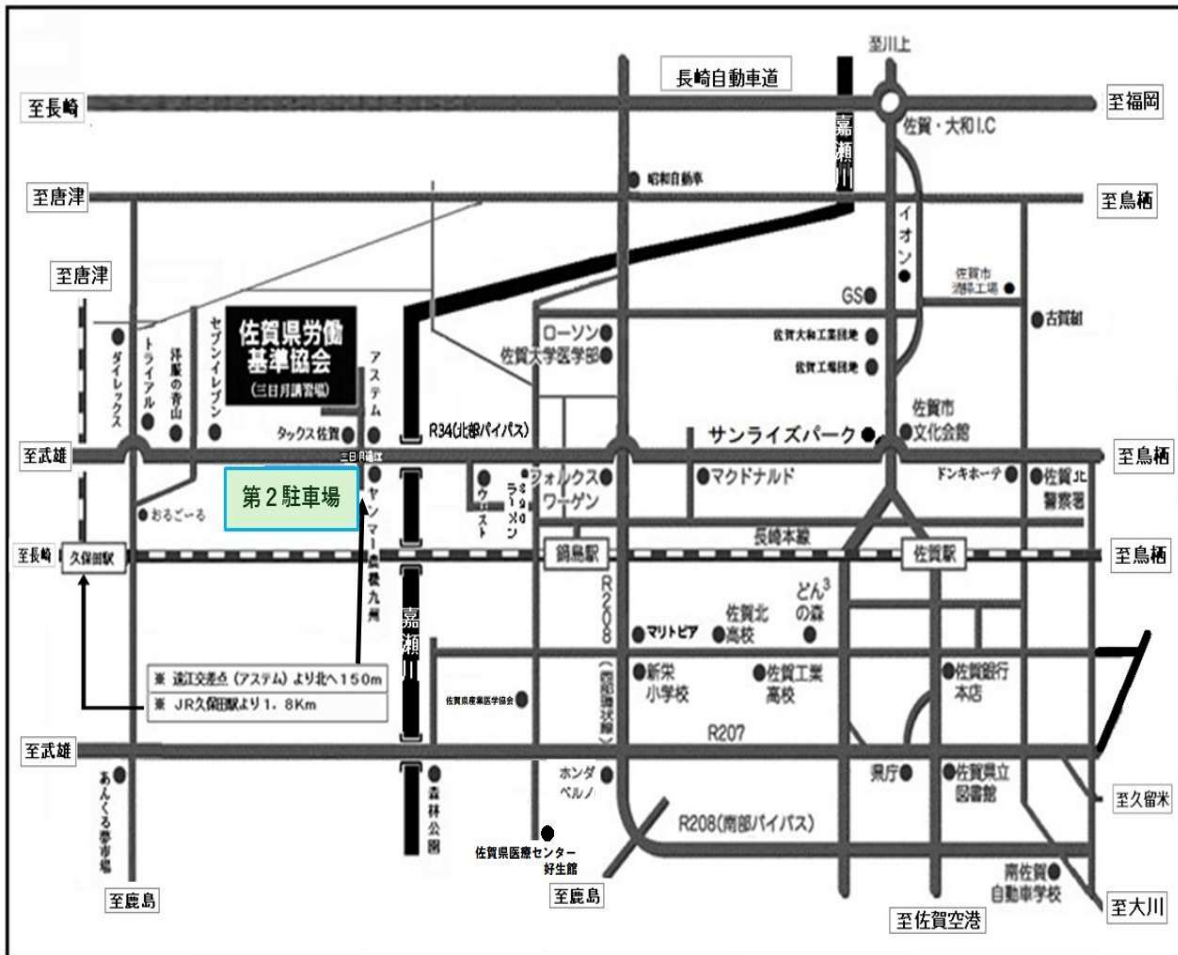 至川上
長崎自動車道
至長崎
至福岡
嘉瀬川
佐賀・大和I.C
昭和自動車
至唐津
至鳥栖
イオン
至唐津
佐賀市
清掃工場
GS
佐賀県労働
基準協会
(三日月講習場)
アステム
セブンイレブン
洋服の青山
トライアル
ダイレックス
ローソン
佐賀大学医学部
佐賀大和工業団地
佐賀工場団地
タックス佐賀
R34(北部バイパス)
サンライズパーク
佐賀市
文化会館
至武雄
至鳥栖
第2駐車場
ヤンマー農機九州
ウエスト
ラーメン
フォルクス
ワーゲン
マクドナルド
ドンキホーテ
佐賀北
警察署
おるごーる
長崎本線
至長崎
久保田駅
鍋島駅
佐賀駅
至鳥栖
嘉瀬川
R208(西部環状線)
マリトピア
佐賀北
高校
どん3
の森
※ 遠江交差点(アステム)より北へ150m
※ JR久保田駅より1.8Km
佐賀県産業医学協会
新栄
小学校
佐賀工業
高校
佐賀銀行
本店
R207
至武雄
あんくる夢市場
森林公園
ホンダ
ベルノ
県庁
佐賀県立
図書館
至久留米
R208(南部バイパス)
佐賀県医療センター
好生館
南佐賀
自動車学校
至鹿島
至鹿島
至佐賀空港
至大川